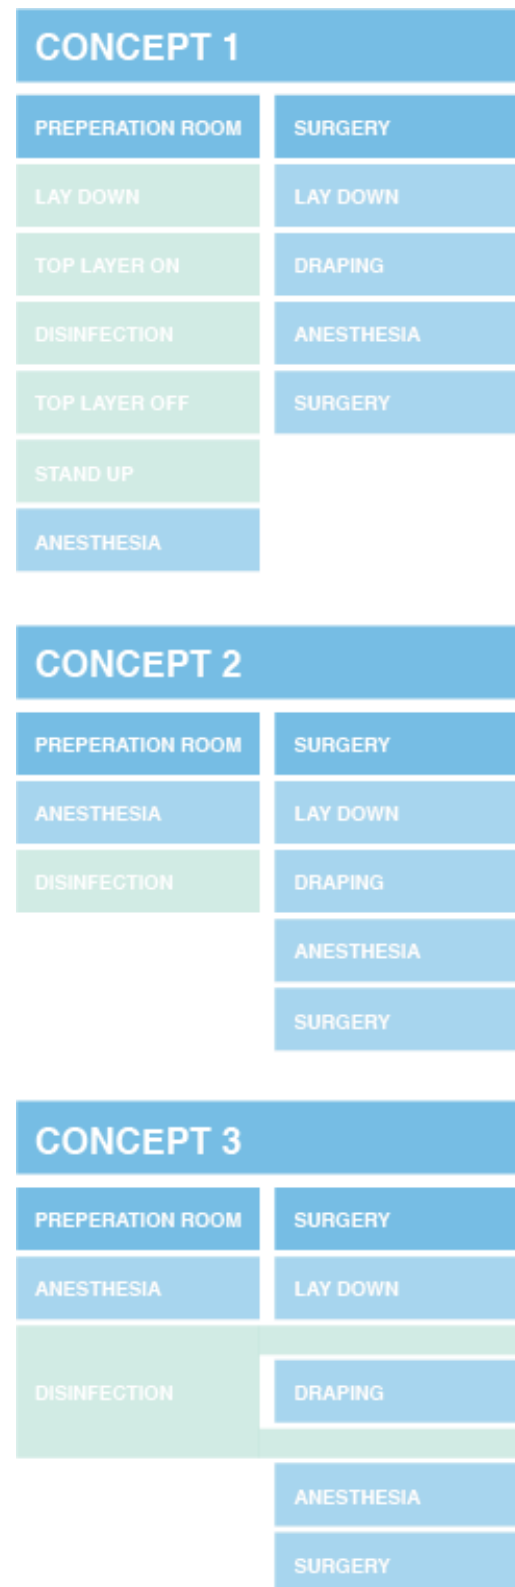 CONCEPT 1
PREPERATION ROOM
SURGERY
LAY DOWN
LAY DOWN
TOP LAYER ON
DRAPING
DISINFECTION
ANESTHESIA
TOP LAYER OFF
SURGERY
STAND UP
ANESTHESIA
CONCEPT 2
PREPERATION ROOM
SURGERY
ANESTHESIA
LAY DOWN
DISINFECTION
DRAPING
ANESTHESIA
SURGERY
CONCEPT 3
PREPERATION ROOM
SURGERY
ANESTHESIA
LAY DOWN
DISINFECTION
DRAPING
ANESTHESIA
SURGERY